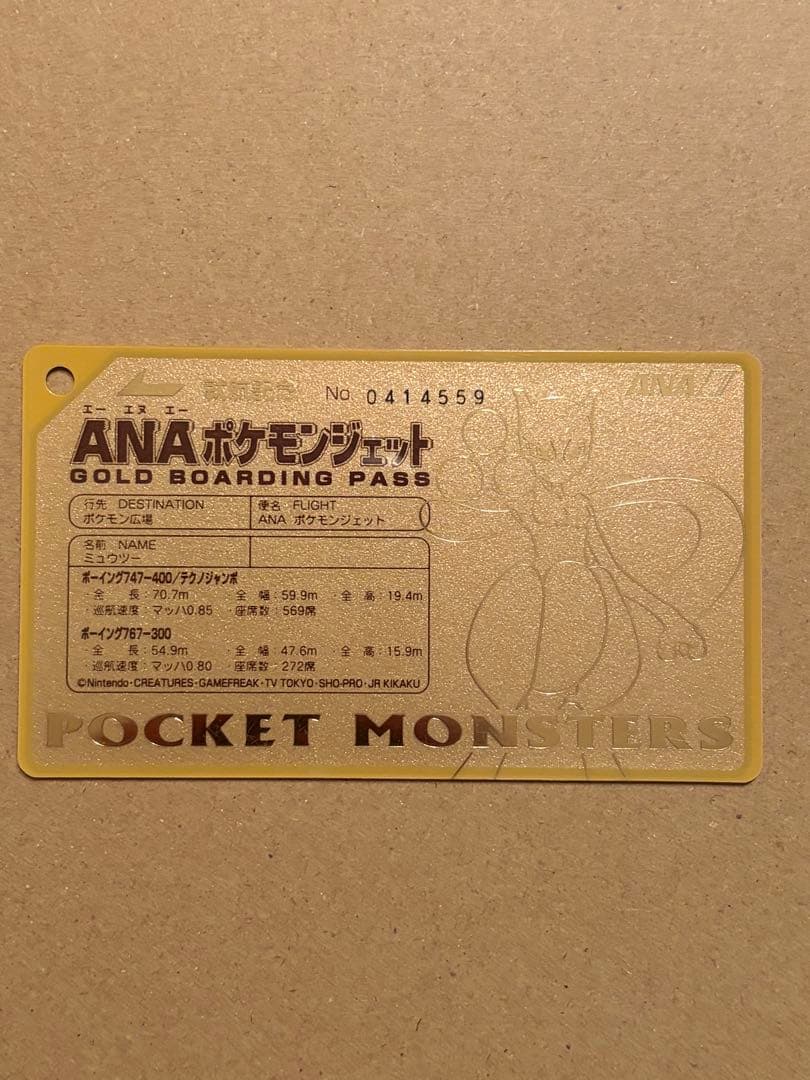 就航記念 No 0414559 ANA
エー エヌ エー
ANAポケモンジェット
GOLD BOARDING PASS
行先 DESTINATION 便名 FLIGHT
ポケモン広場 ANA ポケモンジェット
名前 NAME
ミュウツー
ボーイング747-400/テクノジャンボ
・全 長：70.7m ・全 幅：59.9m ・全 高：19.4m
・巡航速度：マッハ0.85 ・座席数：569席
ボーイング767-300
・全 長：54.9m ・全 幅：47.6m ・全 高：15.9m
・巡航速度：マッハ0.80 ・座席数：272席
©Nintendo・CREATURES・GAMEFREAK・TV TOKYO・SHO-PRO・JR KIKAKU
POCKET MONSTERS